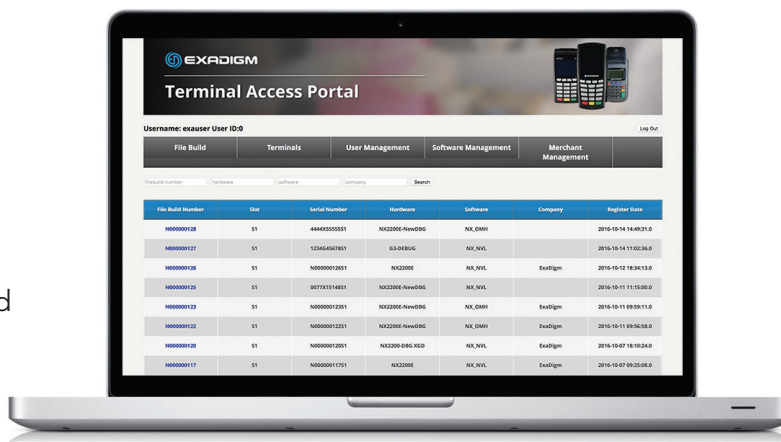 EXADIGM
Terminal Access Portal
Username: exauser User ID:0
Log Out
File Build Terminals User Management Software Management Merchant Management
filebuild number hardware software company Search
File Build Number Slot Serial Number Hardware Software Company Register Date
N000000128 S1 4444X5555551 NX2200E-NewDBG NX_OMH 2016-10-14 14:49:31.0
N000000127 S1 1234G4567851 G3-DEBUG NX_NVL 2016-10-14 11:02:36.0
N000000126 S1 N00000012651 NX2200E NX_NVL ExaDigm 2016-10-12 18:34:13.0
N000000125 S1 0077X1514851 NX2200E-NewDBG NX_NVL 2016-10-11 11:15:00.0
N000000123 S1 N00000012351 NX2200E-NewDBG NX_OMH ExaDigm 2016-10-11 09:59:11.0
N000000122 S1 N00000012251 NX2200E-NewDBG NX_OMH ExaDigm 2016-10-11 09:56:58.0
N000000120 S1 N00000012051 NX2200-DBG XGD NX_NVL ExaDigm 2016-10-07 18:10:24.0
N000000117 S1 N00000011751 NX2200E NX_NVL ExaDigm 2016-10-07 09:25:08.0
d